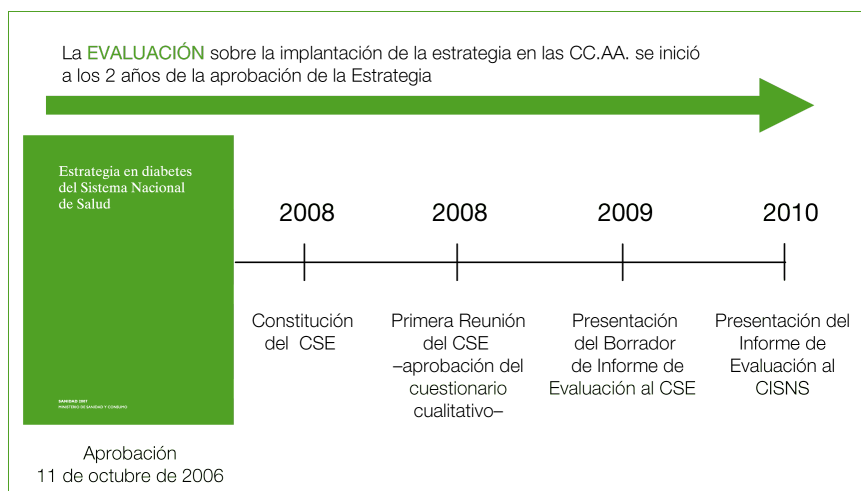 La EVALUACIÓN sobre la implantación de la estrategia en las CC.AA. se inició
a los 2 años de la aprobación de la Estrategia
Estrategia en diabetes
del Sistema Nacional
de Salud
SANIDAD 2007
MINISTERIO DE SANIDAD Y CONSUMO
Aprobación
11 de octubre de 2006
2008
Constitución
del CSE
2008
Primera Reunión
del CSE
–aprobación del
cuestionario
cualitativo–
2009
Presentación
del Borrador
de Informe de
Evaluación al CSE
2010
Presentación del
Informe de
Evaluación al
CISNS